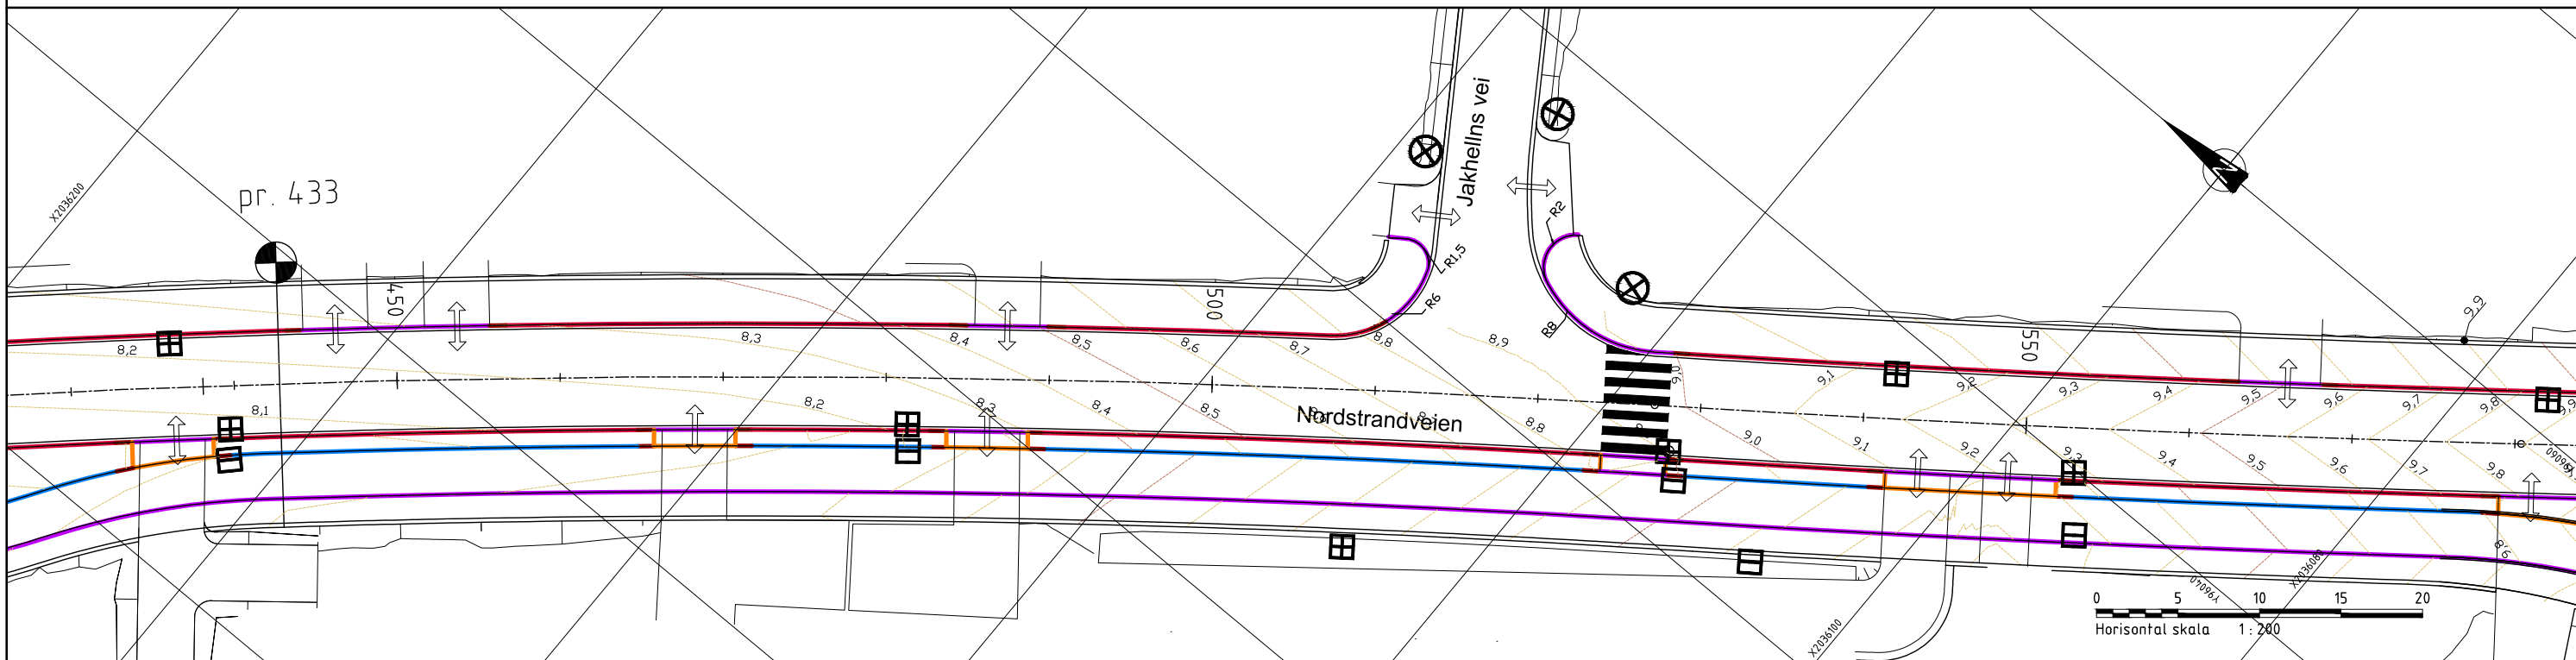 X2036200
pr. 433
Jakhellns vei
R2
R1,5
R6
R8
450
500
550
9,9
8,2
8,3
8,4
8,5
8,6
8,7
8,8
8,9
9,0
9,1
9,2
9,3
9,4
9,5
9,6
9,7
9,8
8,1
8,2
8,3
8,4
8,5
Nordstrandveien
8,8
9,0
9,1
9,2
9,3
9,4
9,5
9,6
9,7
9,8
X2036100
X2036080
Y96040
0 5 10 15 20
Horisontal skala 1:200